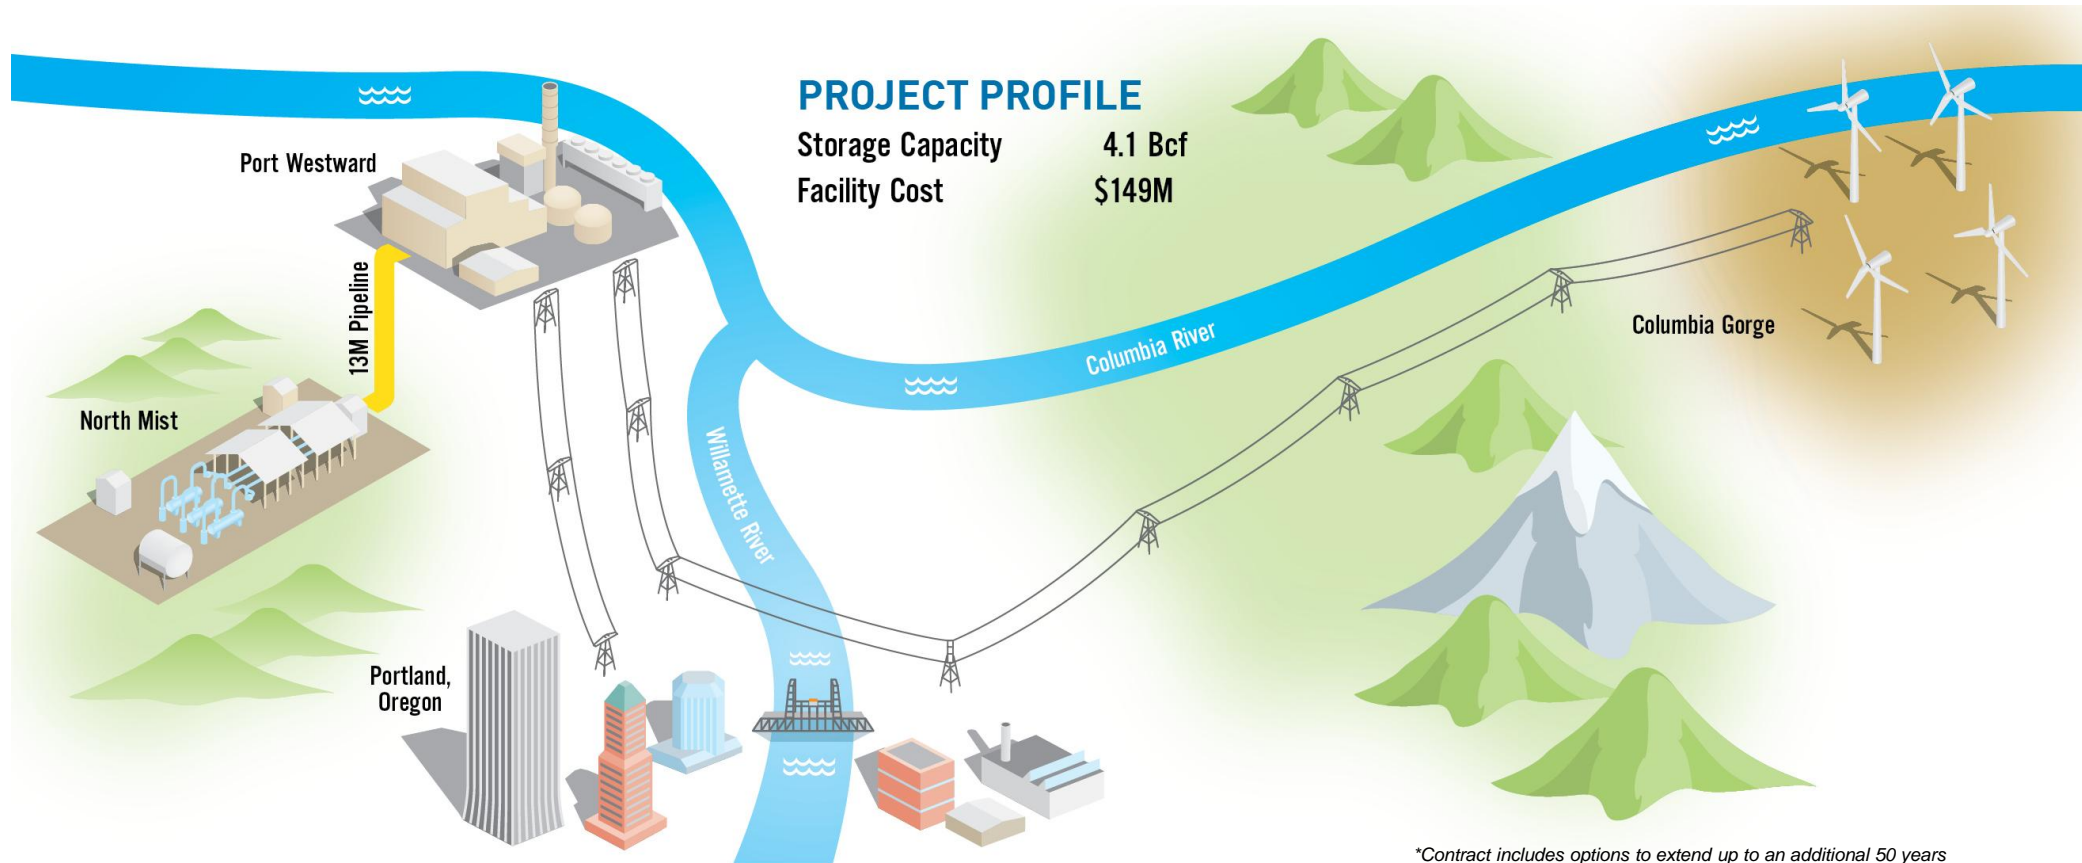 PROJECT PROFILE
Storage Capacity 4.1 Bcf
Facility Cost $149M
Port Westward
13M Pipeline
North Mist
Columbia River
Columbia Gorge
Willamette River
Portland,
Oregon
*Contract includes options to extend up to an additional 50 years